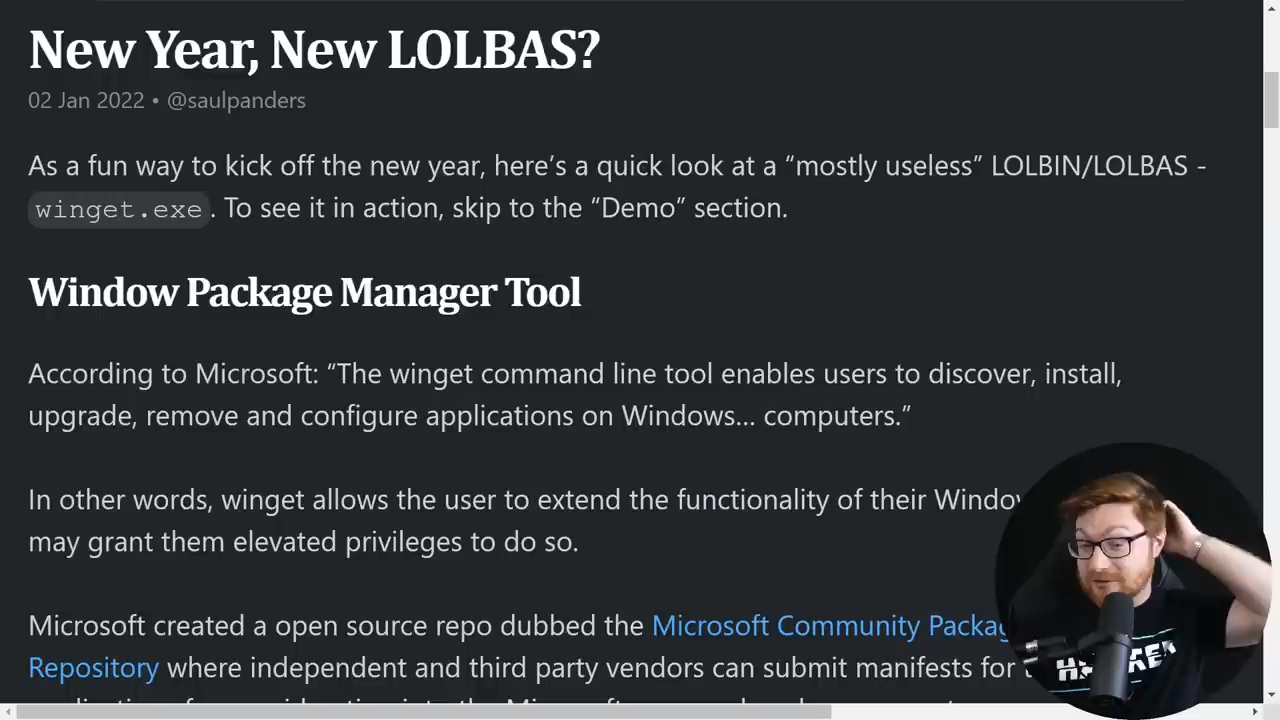 New Year, New LOLBAS?
02 Jan 2022 • @saulpanders
As a fun way to kick off the new year, here’s a quick look at a “mostly useless” LOLBIN/LOLBAS -
winget.exe. To see it in action, skip to the “Demo” section.
Window Package Manager Tool
According to Microsoft: “The winget command line tool enables users to discover, install,
upgrade, remove and configure applications on Windows… computers.”
In other words, winget allows the user to extend the functionality of their
may grant them elevated privileges to do so.
Microsoft created a open source repo dubbed the Microsoft Community
Repository where independent and third party vendors can submit manifests for